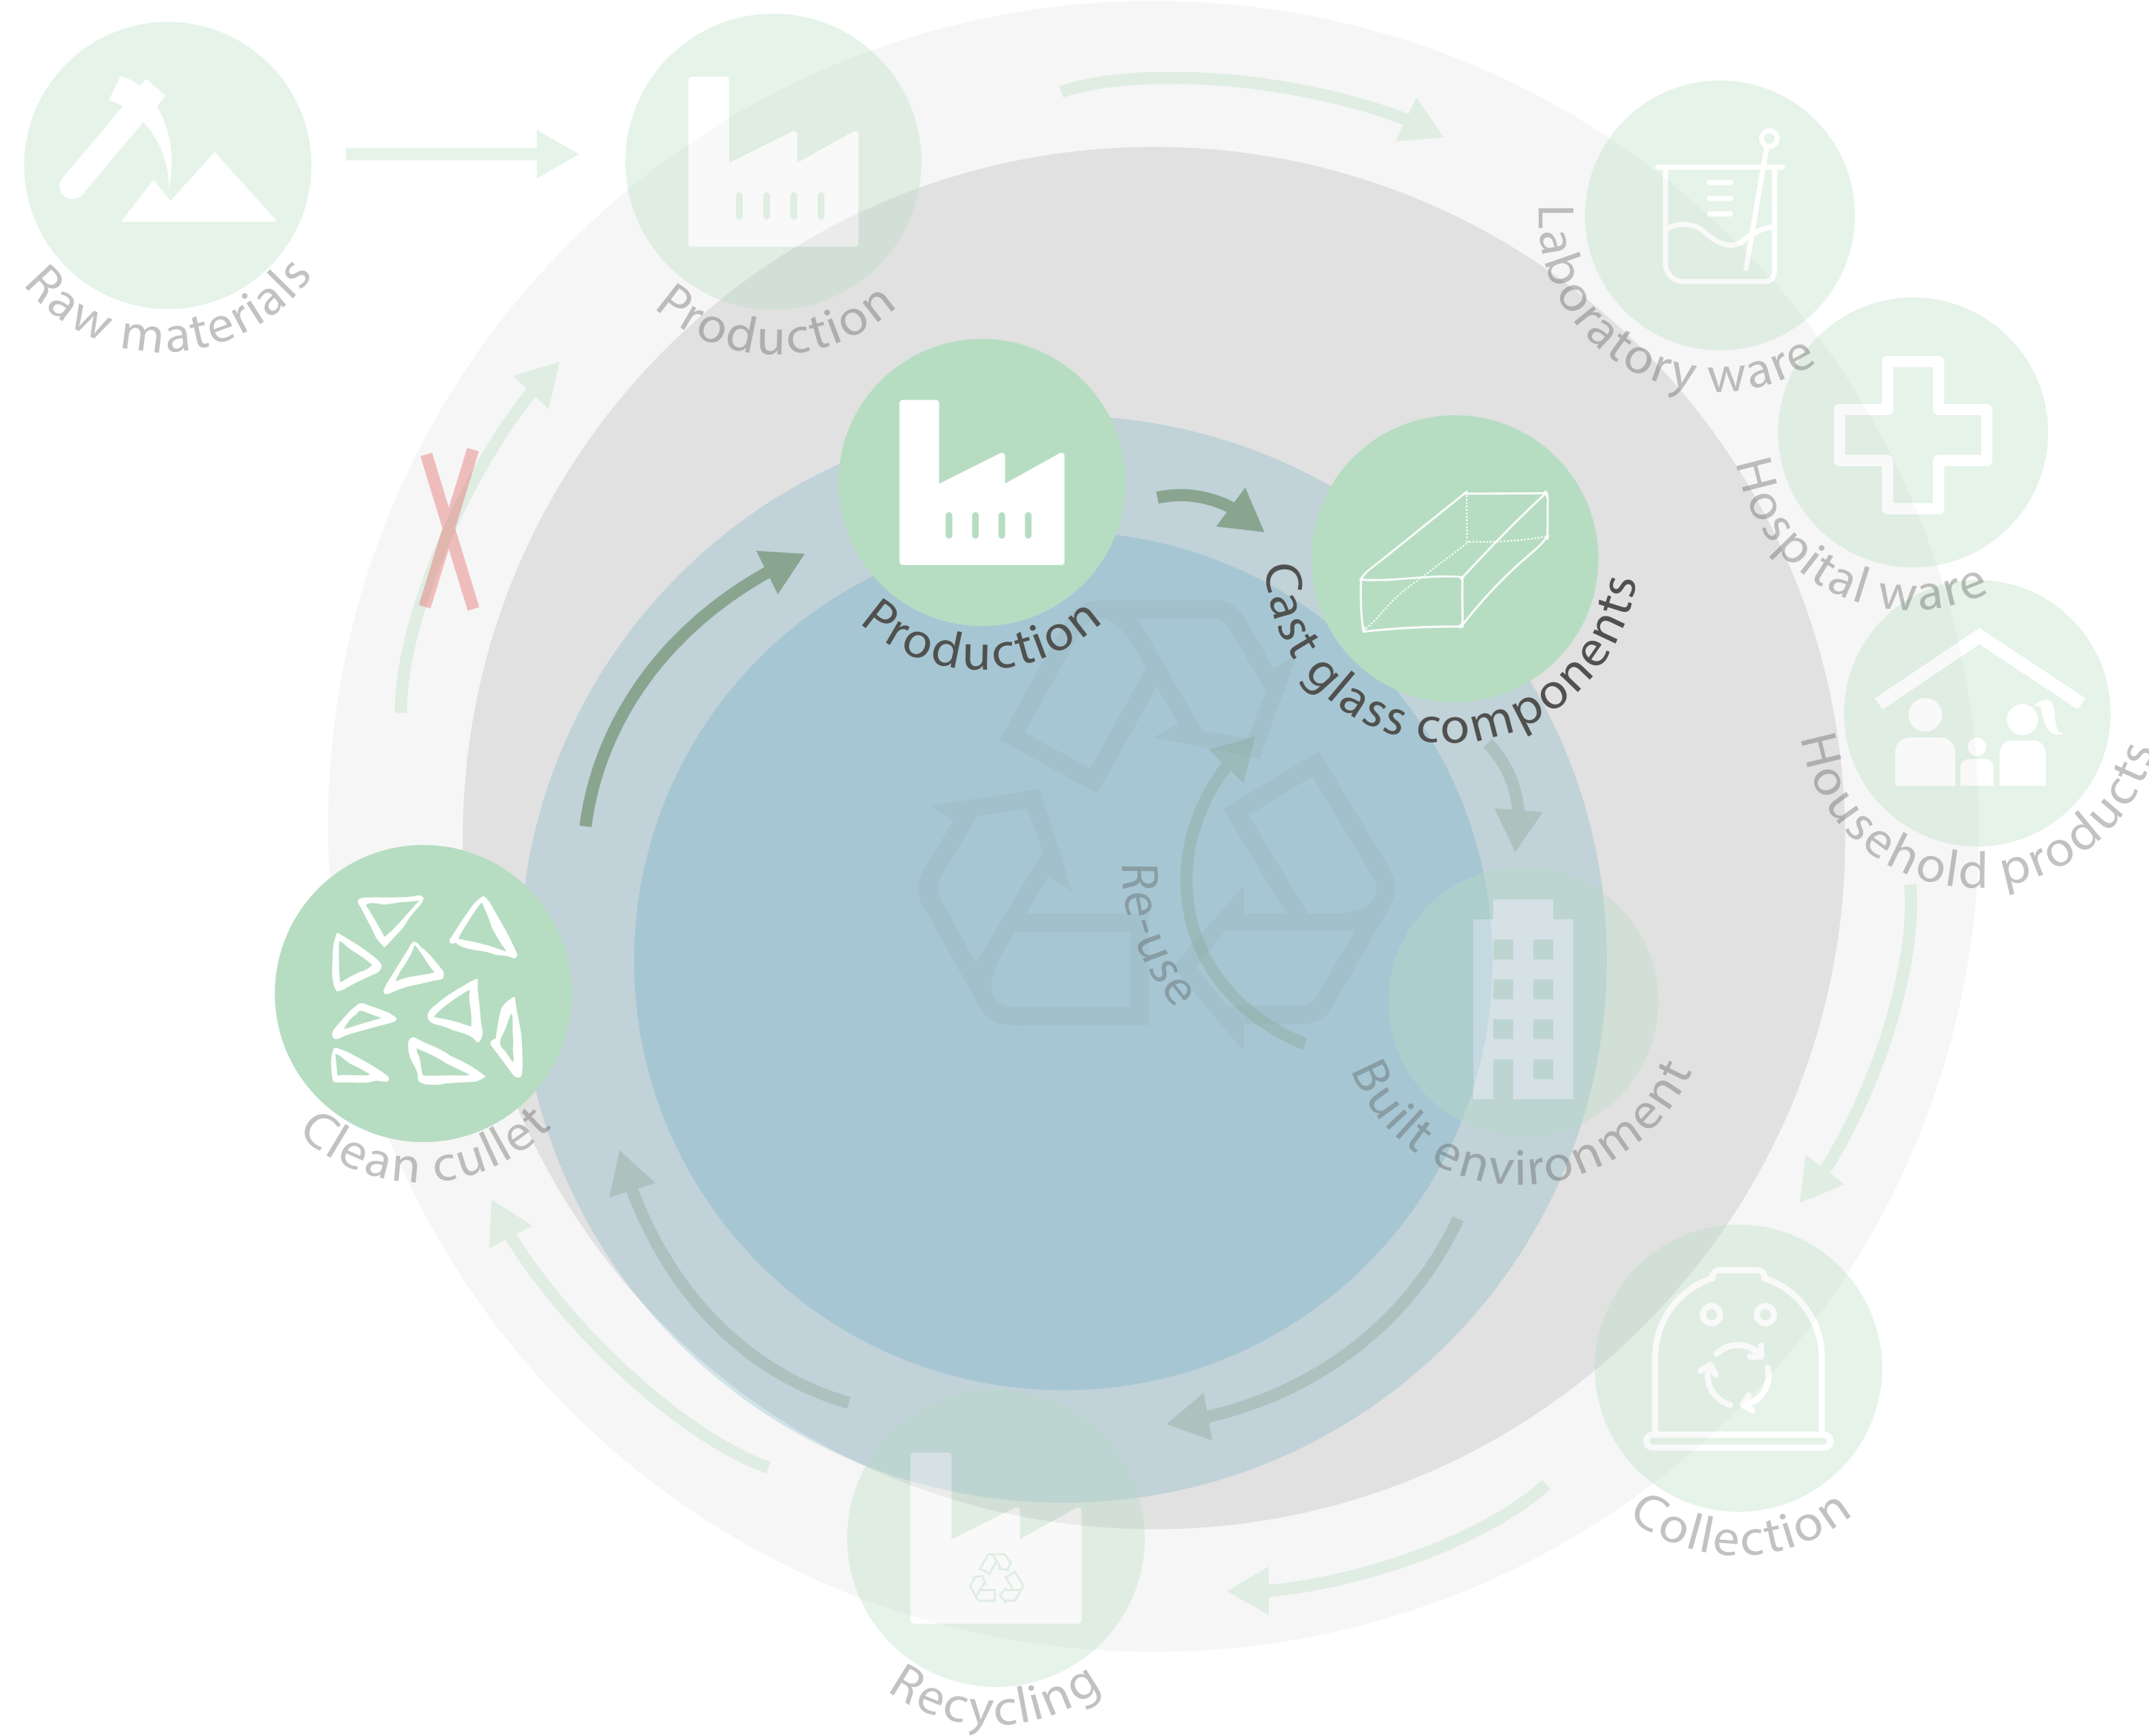 Raw materials
Production
Laboratory ware
Hospital ware
Production
Cast glass components
Household products
Re-use
Clean cullet
Built environment
Collection
Recycling